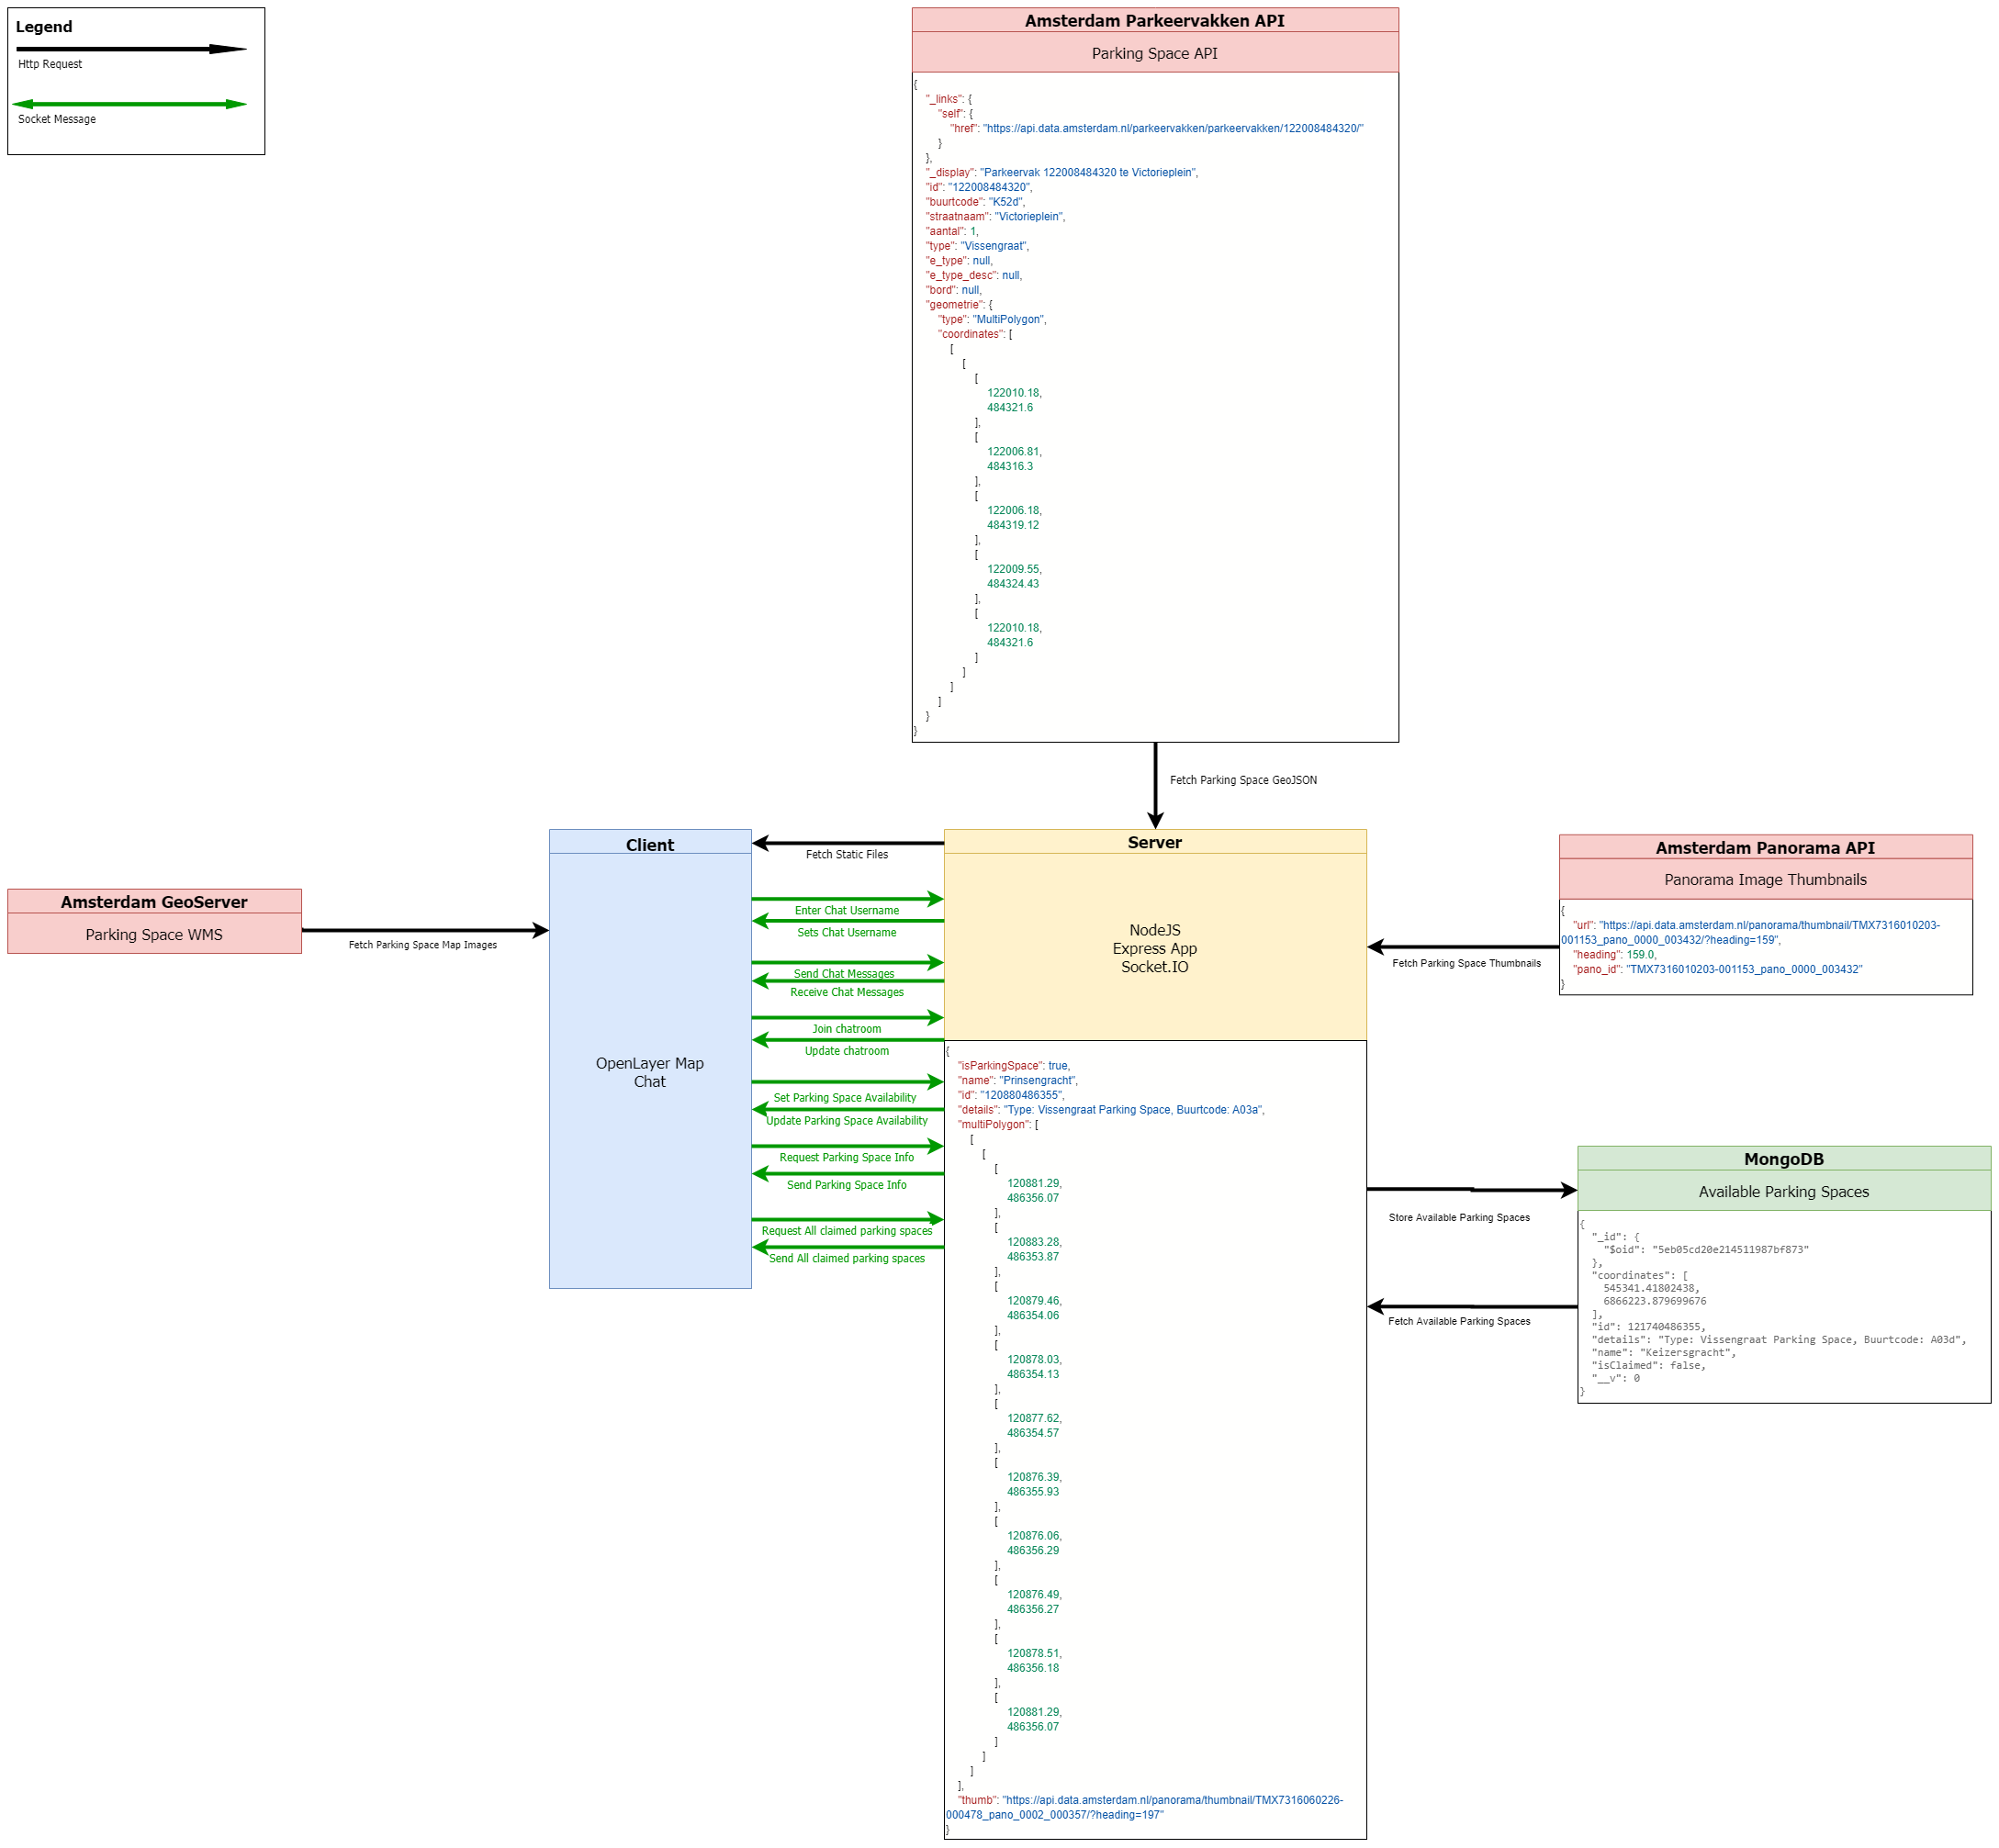 Legend
Http Request
Socket Message
Amsterdam Parkeervakken API
Parking Space API
{
"_links": {
"self": {
"href": "https://api.data.amsterdam.nl/parkeervakken/parkeervakken/122008484320/"
}
},
"_display": "Parkeervak 122008484320 te Victorieplein",
"id": "122008484320",
"buurtcode": "K52d",
"straatnaam": "Victorieplein",
"aantal": 1,
"type": "Vissengraat",
"e_type": null,
"e_type_desc": null,
"bord": null,
"geometrie": {
"type": "MultiPolygon",
"coordinates": [
[
[
[
122010.18,
484321.6
],
[
122006.81,
484316.3
],
[
122006.18,
484319.12
],
[
122009.55,
484324.43
],
[
122010.18,
484321.6
]
]
]
]
}
}
Fetch Parking Space GeoJSON
Amsterdam GeoServer
Parking Space WMS
Fetch Parking Space Map Images
Client
OpenLayer Map
Chat
Fetch Static Files
Enter Chat Username
Sets Chat Username
Send Chat Messages
Receive Chat Messages
Join chatroom
Update chatroom
Set Parking Space Availability
Update Parking Space Availability
Request Parking Space Info
Send Parking Space Info
Request All claimed parking spaces
Send All claimed parking spaces
Server
NodeJS
Express App
Socket.IO
{
"isParkingSpace": true,
"name": "Prinsengracht",
"id": "120880486355",
"details": "Type: Vissengraat Parking Space, Buurtcode: A03a",
"multiPolygon": [
[
[
[
120881.29,
486356.07
],
[
120883.28,
486353.87
],
[
120879.46,
486354.06
],
[
120878.03,
486354.13
],
[
120877.62,
486354.57
],
[
120876.39,
486355.93
],
[
120876.06,
486356.29
],
[
120876.49,
486356.27
],
[
120878.51,
486356.18
],
[
120881.29,
486356.07
]
]
]
],
"thumb": "https://api.data.amsterdam.nl/panorama/thumbnail/TMX7316060226-
000478_pano_0002_000357/?heading=197"
}
Amsterdam Panorama API
Panorama Image Thumbnails
{
"url": "https://api.data.amsterdam.nl/panorama/thumbnail/TMX7316010203-
001153_pano_0000_003432/?heading=159",
"heading": 159.0,
"pano_id": "TMX7316010203-001153_pano_0000_003432"
}
Fetch Parking Space Thumbnails
MongoDB
Available Parking Spaces
{
"_id": {
"$oid": "5eb05cd20e214511987bf873"
},
"coordinates": [
545341.41802438,
6866223.879699676
],
"id": 121740486355,
"details": "Type: Vissengraat Parking Space, Buurtcode: A03d",
"name": "Keizersgracht",
"isClaimed": false,
"__v": 0
}
Store Available Parking Spaces
Fetch Available Parking Spaces